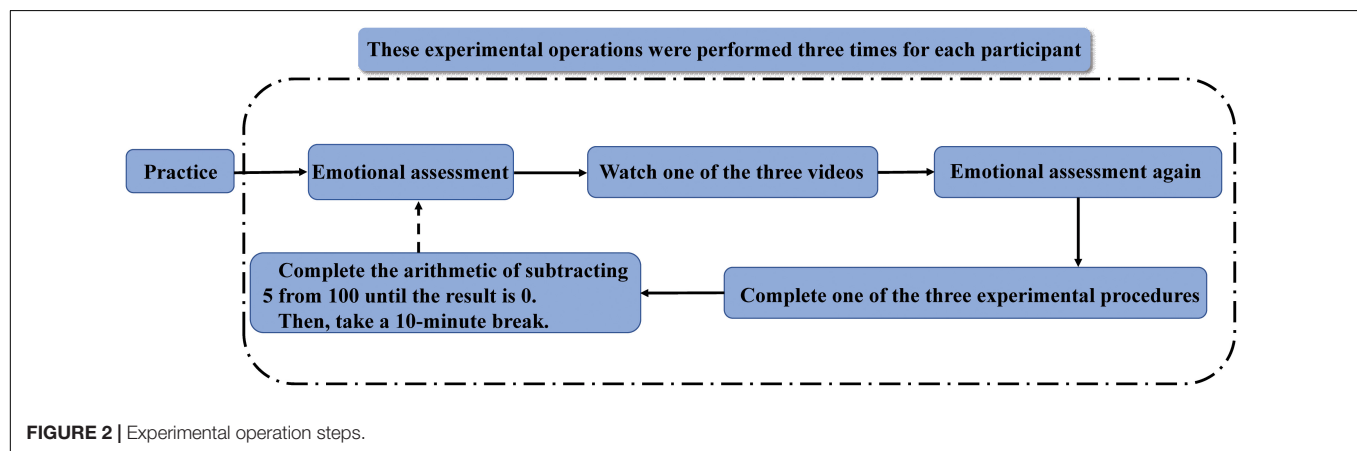 These experimental operations were performed three times for each participant
Practice
Emotional assessment
Watch one of the three videos
Emotional assessment again
Complete the arithmetic of subtracting
5 from 100 until the result is 0.
Then, take a 10-minute break.
Complete one of the three experimental procedures
FIGURE 2 | Experimental operation steps.